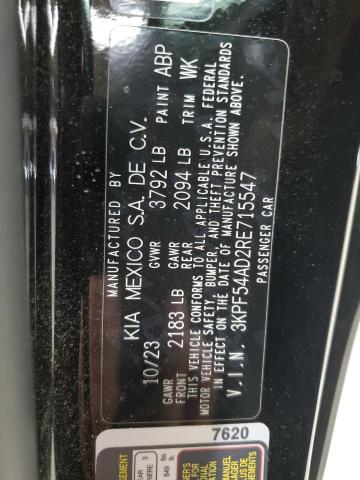 MANUFACTURED BY
KIA MEXICO S.A. DE C.V.
10/23 GVWR 3792 LB PAINT ABP
GAWR FRONT 2183 LB GAWR REAR 2094 LB TRIM WK
THIS VEHICLE CONFORMS TO ALL APPLICABLE U.S.A. FEDERAL
MOTOR VEHICLE SAFETY, BUMPER, AND THEFT PREVENTION STANDARDS
IN EFFECT ON THE DATE OF MANUFACTURE SHOWN ABOVE.
V.I.N. 3KPF54AD2RE715547
PASSENGER CAR
7620